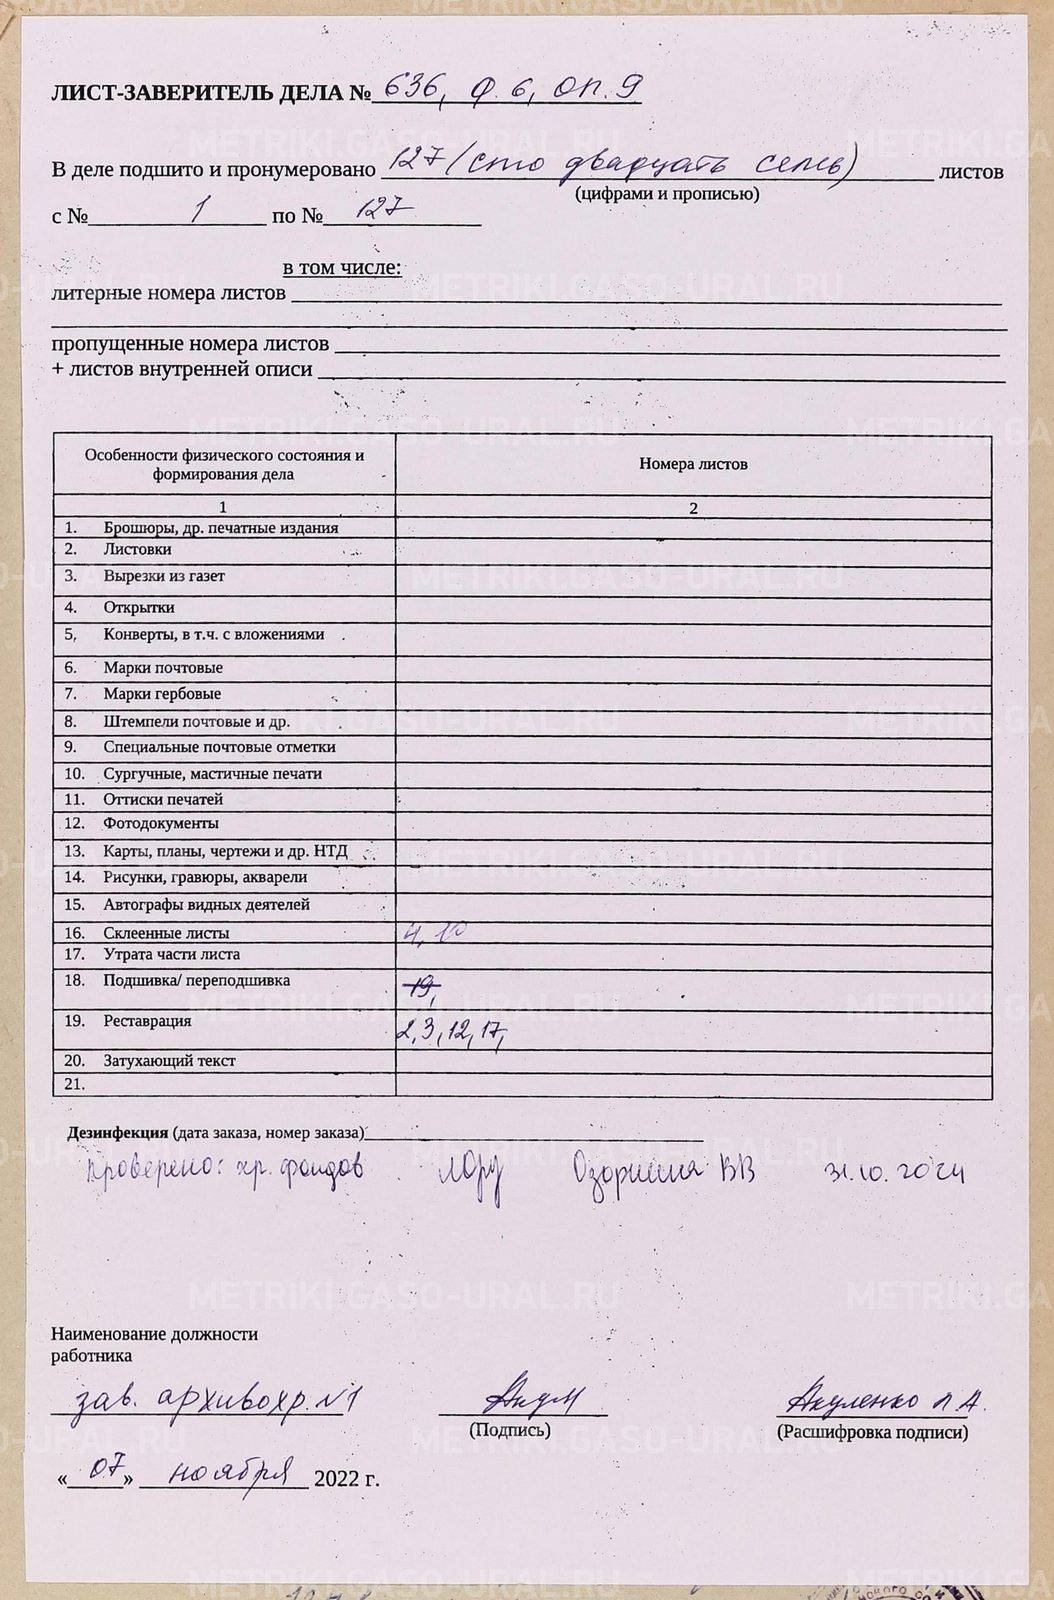 ЛИСТ-ЗАВЕРИТЕЛЬ ДЕЛА № 636, ф. 6, оп. 9
В деле подшито и пронумеровано 127 (сто двадцать семь) листов
(цифрами и прописью)
с № 1 по № 127
в том числе:
литерные номера листов
пропущенные номера листов
+ листов внутренней описи
Особенности физического состояния и формирования дела Номера листов
1 2
1. Брошюры, др. печатные издания
2. Листовки
3. Вырезки из газет
4. Открытки
5. Конверты, в т.ч. с вложениями
6. Марки почтовые
7. Марки гербовые
8. Штемпели почтовые и др.
9. Специальные почтовые отметки
10. Сургучные, мастичные печати
11. Оттиски печатей
12. Фотодокументы
13. Карты, планы, чертежи и др. НТД
14. Рисунки, гравюры, акварели
15. Автографы видных деятелей
16. Склеенные листы 4, 10
17. Утрата части листа
18. Подшивка/ переподшивка 19,
19. Реставрация 2, 3, 12, 17,
20. Затухающий текст
21.
Дезинфекция (дата заказа, номер заказа)
Проверено: хр. фондов Озорнина ВВ 31.10.2024
Наименование должности
работника
зав. архивохр. №1 Акуленко Л.А.
(Подпись) (Расшифровка подписи)
« 07 » ноября 2022 г.
METRIKI.GASO-URAL.RU